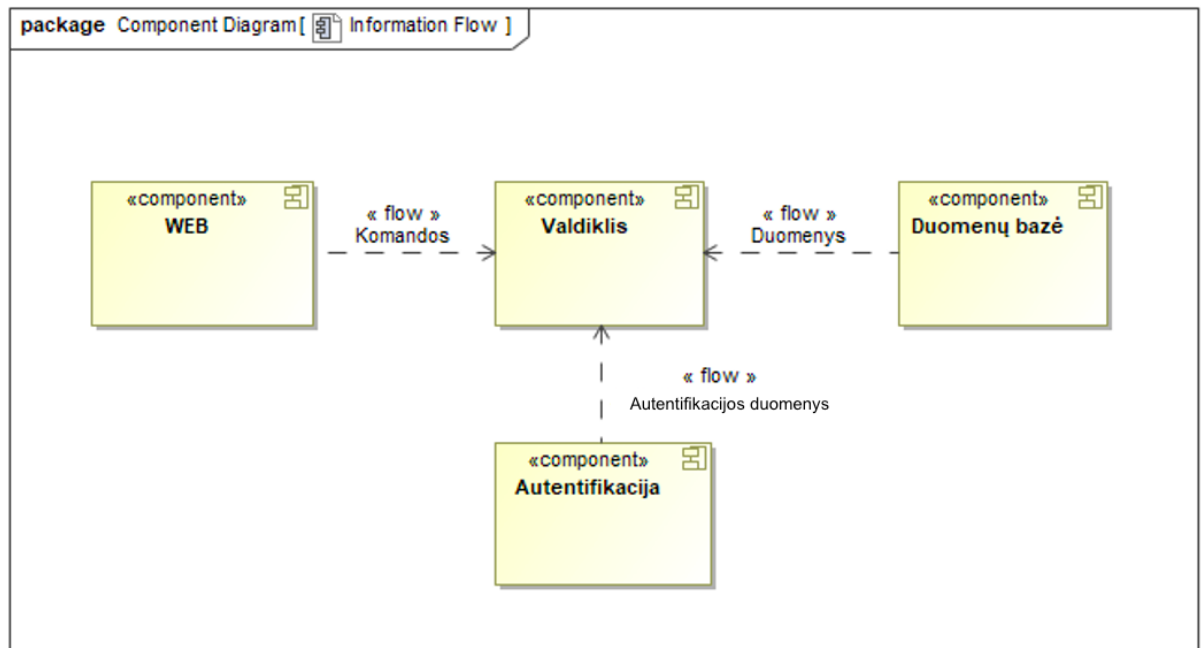 package Component Diagram [ Information Flow ]
«component»
WEB
« flow »
Komandos
«component»
Valdiklis
« flow »
Duomenys
«component»
Duomenų bazė
« flow »
Autentifikacijos duomenys
«component»
Autentifikacija